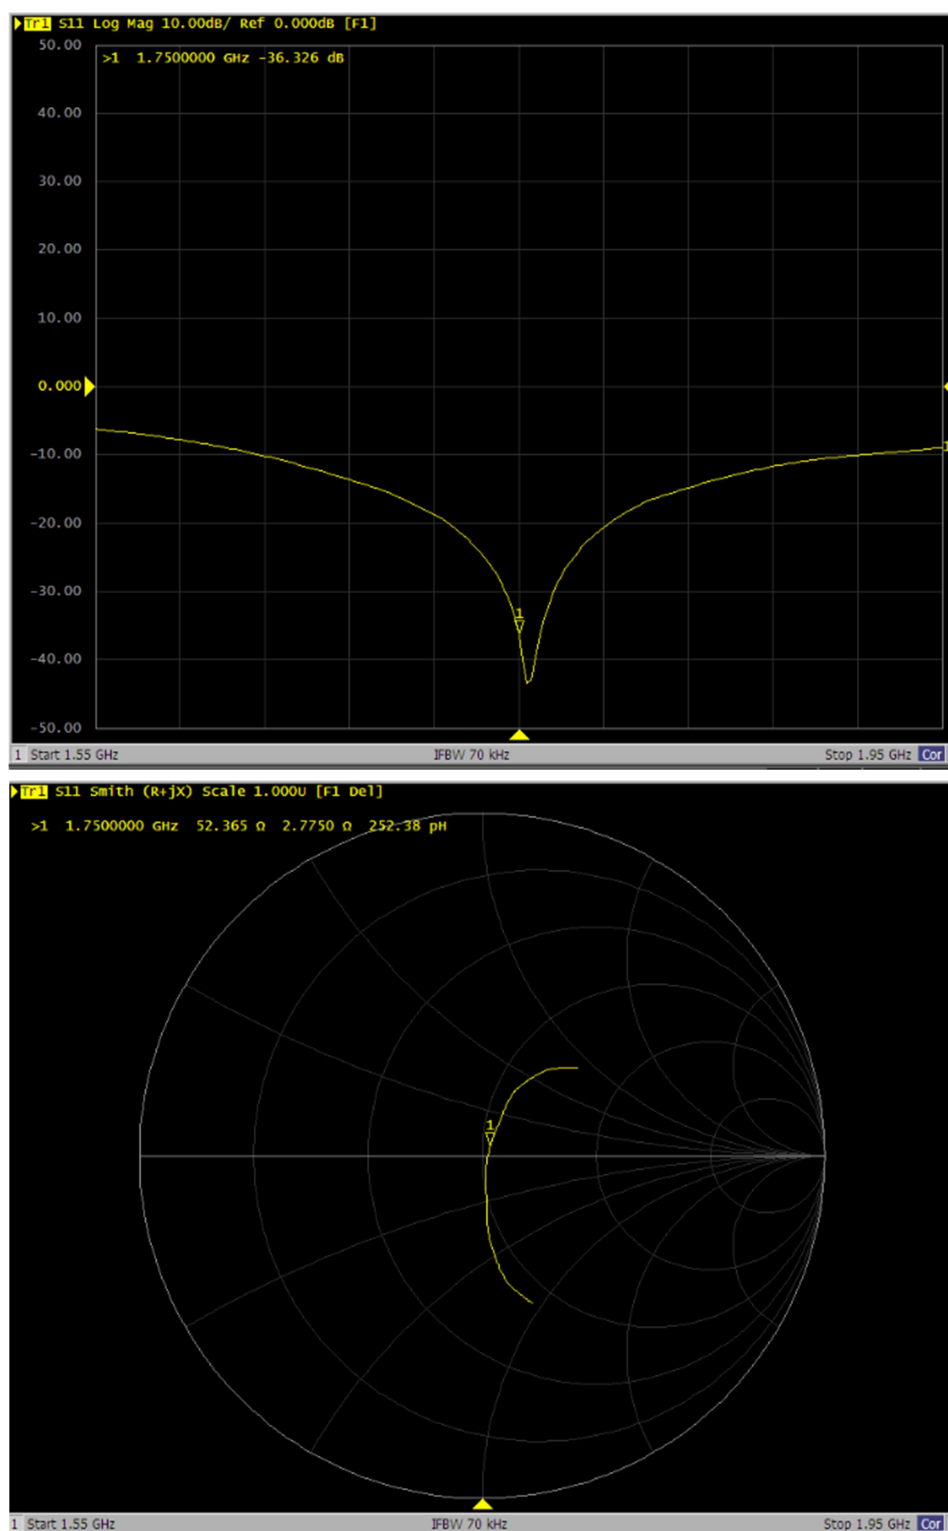 Tr1 S11 Log Mag 10.00dB/ Ref 0.000dB [F1]
50.00
>1 1.7500000 GHz -36.326 dB
40.00
30.00
20.00
10.00
0.000
-10.00
1
-20.00
-30.00
1
-40.00
-50.00
1 Start 1.55 GHz IFBW 70 kHz Stop 1.95 GHz Cor
Tr1 S11 Smith (R+jX) Scale 1.000U [F1 Del]
>1 1.7500000 GHz 52.365 Ω 2.7750 Ω 252.38 pH
1
1 Start 1.55 GHz IFBW 70 kHz Stop 1.95 GHz Cor